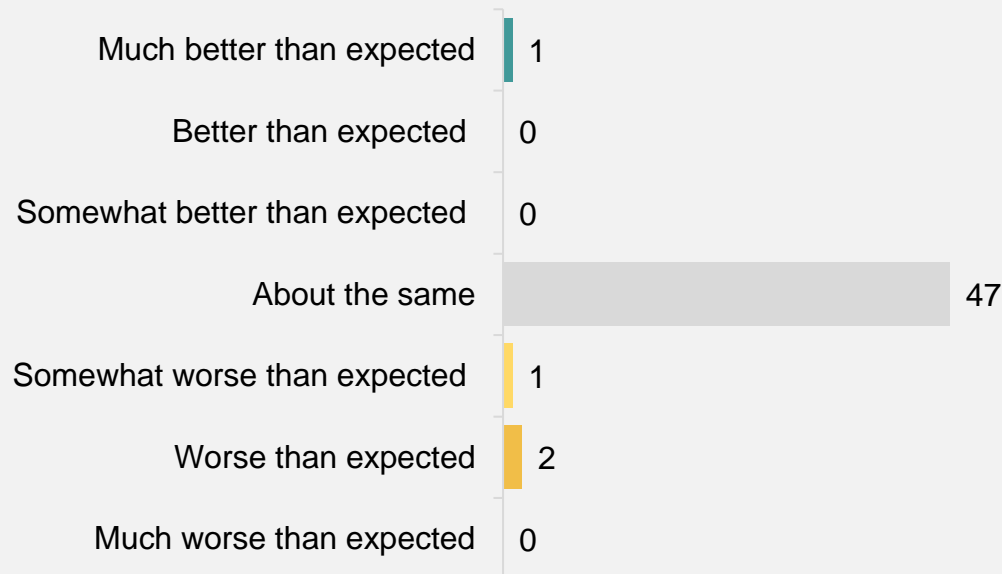 Much better than expected 1
Better than expected 0
Somewhat better than expected 0
About the same 47
Somewhat worse than expected 1
Worse than expected 2
Much worse than expected 0